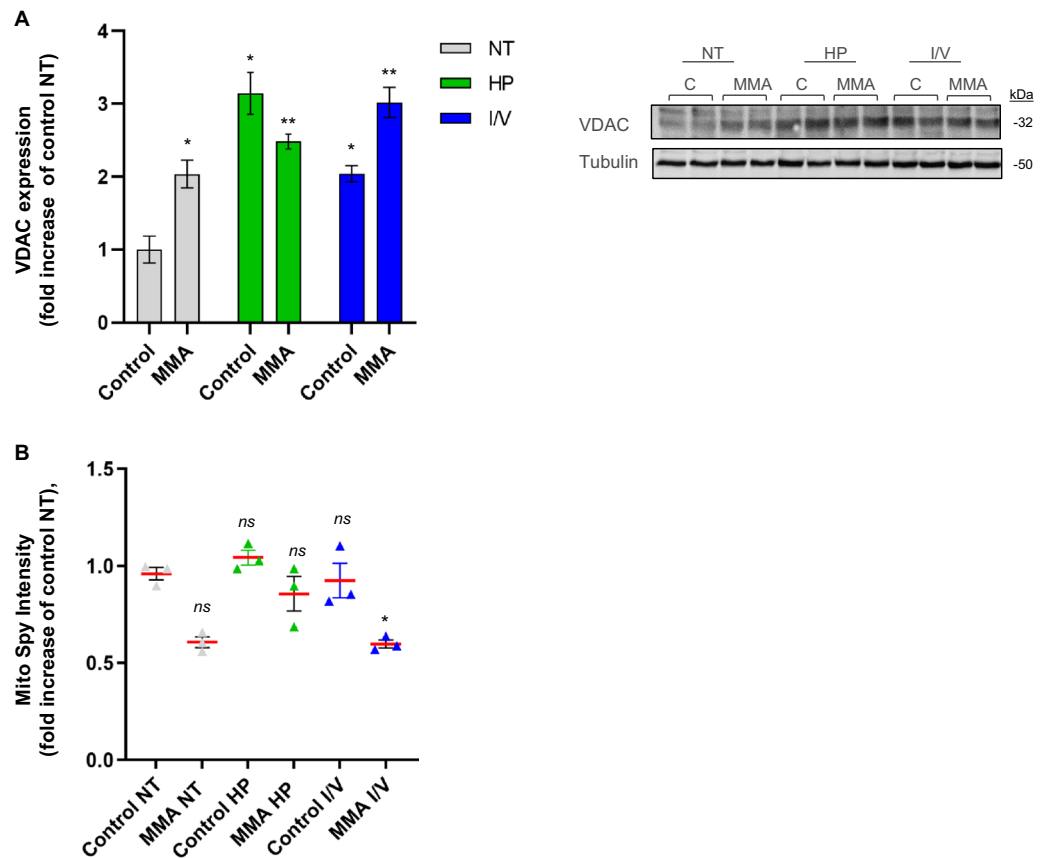 A
VDAC expression
(fold increase of control NT)
4
3
2
1
0
*
*
**
*
**
Control
MMA
Control
MMA
Control
MMA
NT
HP
I/V
NT HP I/V
C MMA C MMA C MMA
kDa
VDAC -32
Tubulin -50
B
Mito Spy Intensity
(fold increase of control NT),
1.5
1.0
0.5
0.0
ns
ns
ns
ns
*
Control NT
MMA NT
Control HP
MMA HP
Control I/V
MMA I/V